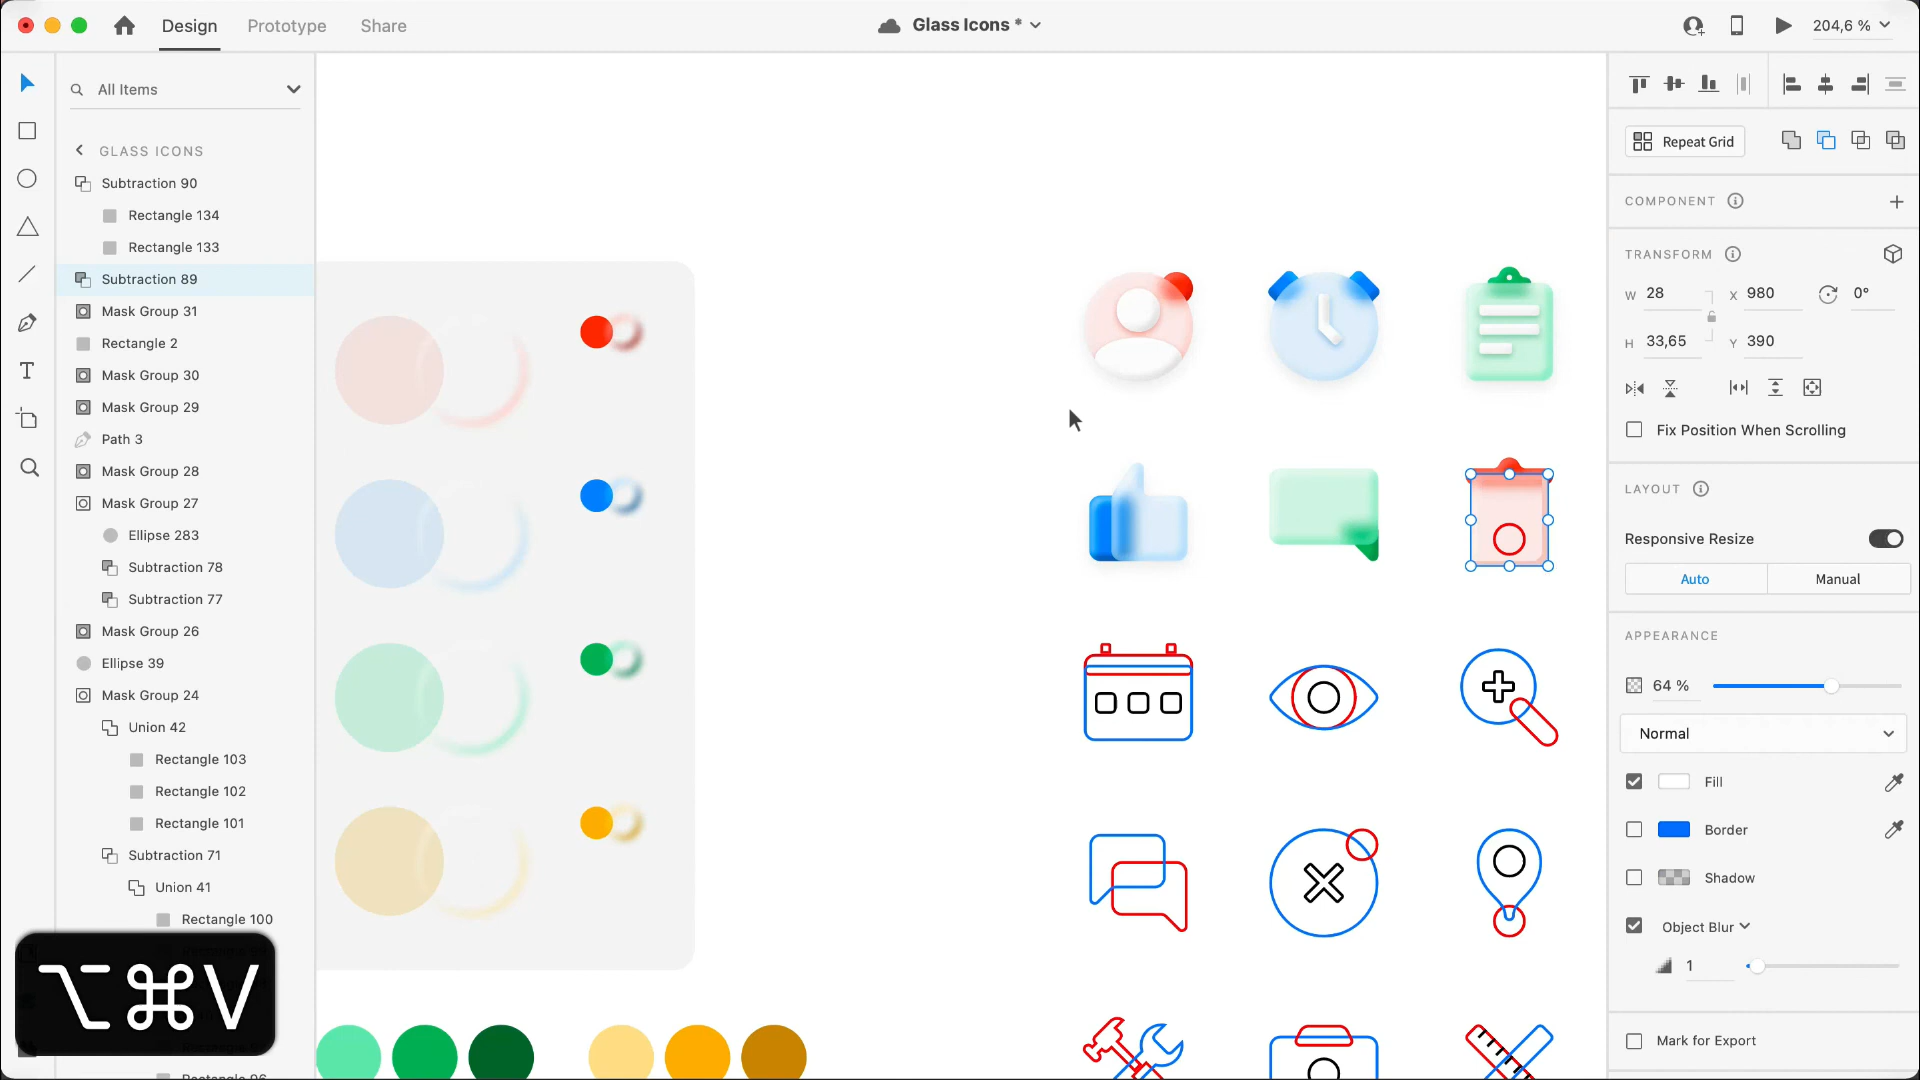 Design
Prototype
Share
Glass Icons *
204,6 %
All Items
GLASS ICONS
Subtraction 90
Rectangle 134
Rectangle 133
Subtraction 89
Mask Group 31
Rectangle 2
Mask Group 30
Mask Group 29
Path 3
Mask Group 28
Mask Group 27
Ellipse 283
Subtraction 78
Subtraction 77
Mask Group 26
Ellipse 39
Mask Group 24
Union 42
Rectangle 103
Rectangle 102
Rectangle 101
Subtraction 71
Union 41
Rectangle 100
⌥⌘V
Repeat Grid
COMPONENT
TRANSFORM
W 28
X 980
0°
H 33,65
Y 390
Fix Position When Scrolling
LAYOUT
Responsive Resize
Auto
Manual
APPEARANCE
64 %
Normal
Fill
Border
Shadow
Object Blur
1
Mark for Export